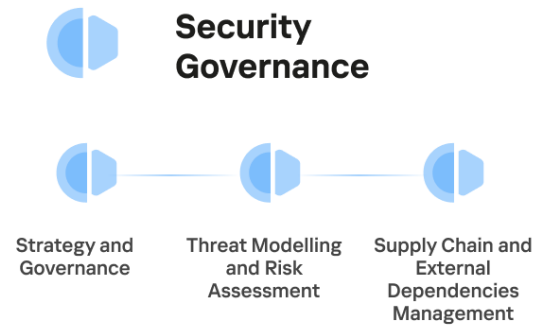 Security
Governance
Strategy and
Governance
Threat Modelling
and Risk
Assessment
Supply Chain and
External
Dependencies
Management